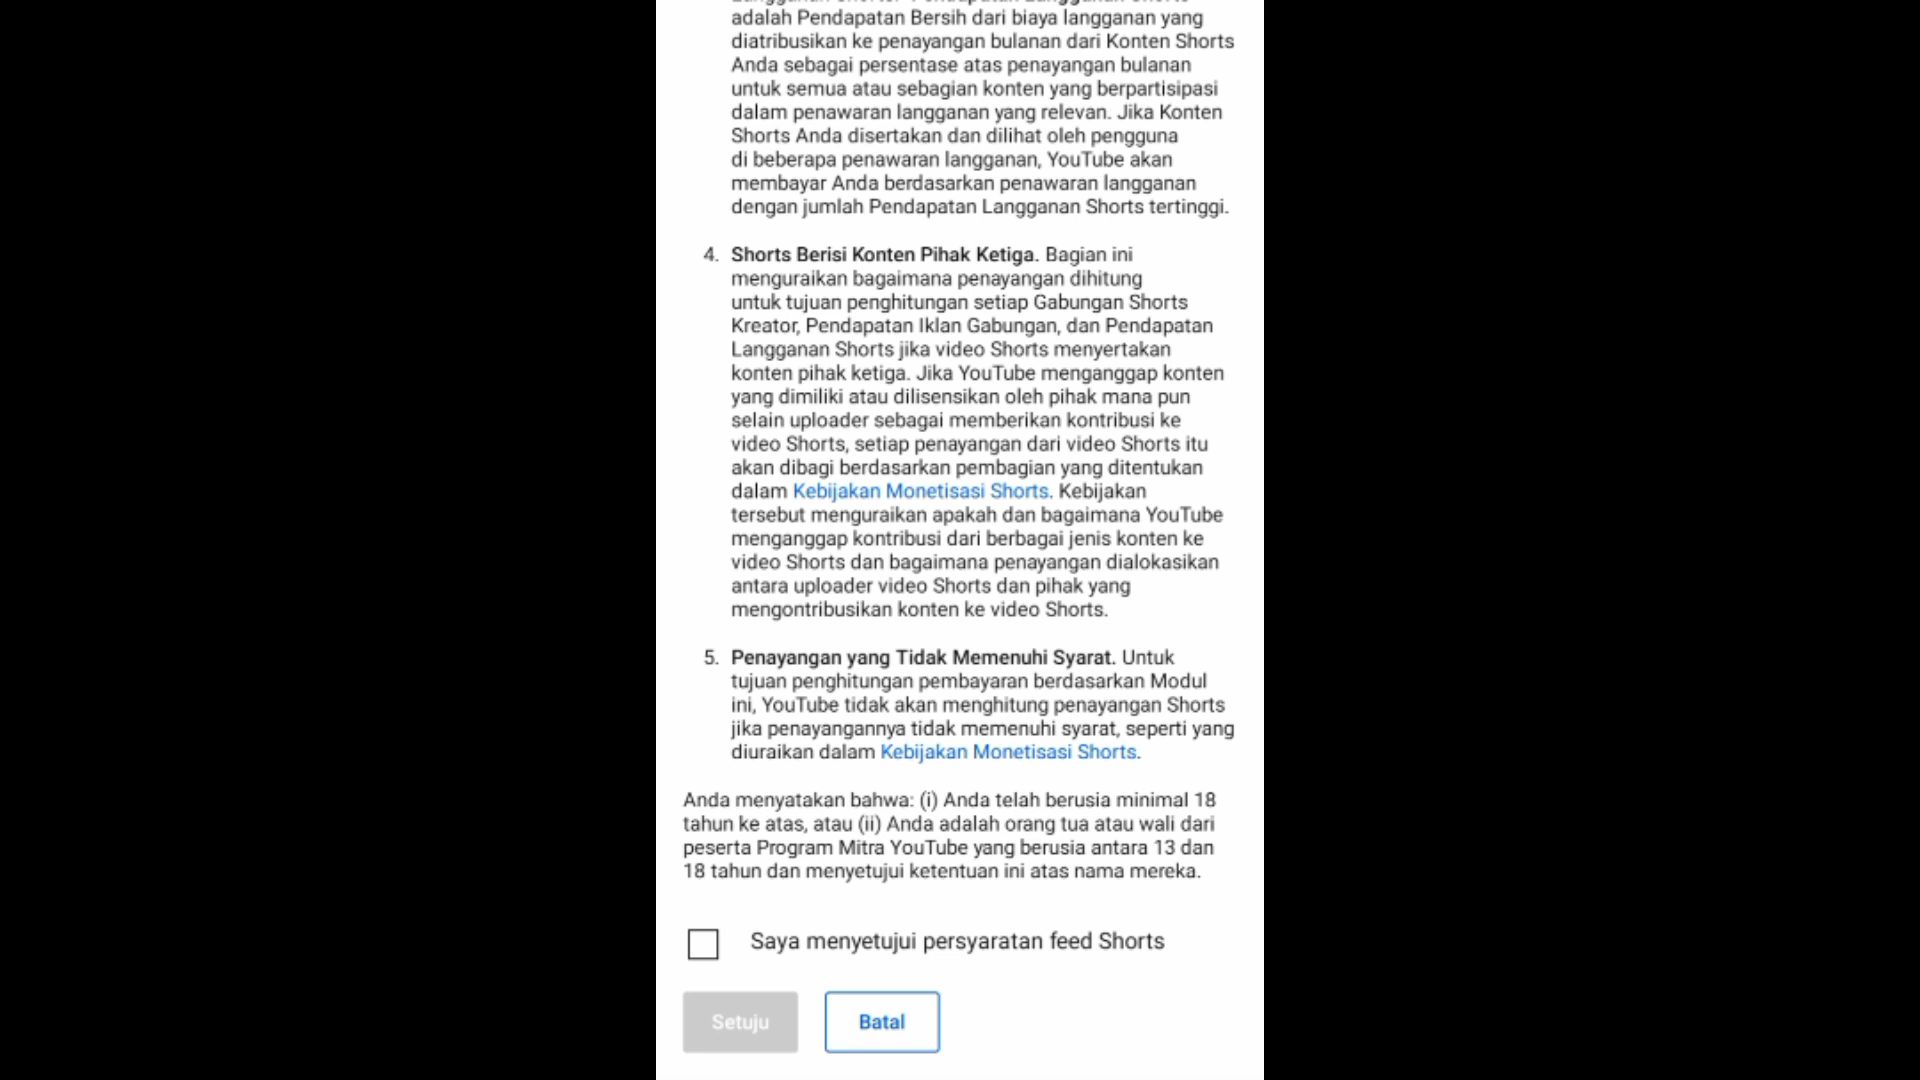 adalah Pendapatan Bersih dari biaya langganan yang
diatribusikan ke penayangan bulanan dari Konten Shorts
Anda sebagai persentase atas penayangan bulanan
untuk semua atau sebagian konten yang berpartisipasi
dalam penawaran langganan yang relevan. Jika Konten
Shorts Anda disertakan dan dilihat oleh pengguna
di beberapa penawaran langganan, YouTube akan
membayar Anda berdasarkan penawaran langganan
dengan jumlah Pendapatan Langganan Shorts tertinggi.
4. Shorts Berisi Konten Pihak Ketiga. Bagian ini
menguraikan bagaimana penayangan dihitung
untuk tujuan penghitungan setiap Gabungan Shorts
Kreator, Pendapatan Iklan Gabungan, dan Pendapatan
Langganan Shorts jika video Shorts menyertakan
konten pihak ketiga. Jika YouTube menganggap konten
yang dimiliki atau dilisensikan oleh pihak mana pun
selain uploader sebagai memberikan kontribusi ke
video Shorts, setiap penayangan dari video Shorts itu
akan dibagi berdasarkan pembagian yang ditentukan
dalam Kebijakan Monetisasi Shorts. Kebijakan
tersebut menguraikan apakah dan bagaimana YouTube
menganggap kontribusi dari berbagai jenis konten ke
video Shorts dan bagaimana penayangan dialokasikan
antara uploader video Shorts dan pihak yang
mengontribusikan konten ke video Shorts.
5. Penayangan yang Tidak Memenuhi Syarat. Untuk
tujuan penghitungan pembayaran berdasarkan Modul
ini, YouTube tidak akan menghitung penayangan Shorts
jika penayangannya tidak memenuhi syarat, seperti yang
diuraikan dalam Kebijakan Monetisasi Shorts.
Anda menyatakan bahwa: (i) Anda telah berusia minimal 18
tahun ke atas, atau (ii) Anda adalah orang tua atau wali dari
peserta Program Mitra YouTube yang berusia antara 13 dan
18 tahun dan menyetujui ketentuan ini atas nama mereka.
Saya menyetujui persyaratan feed Shorts
Setuju
Batal